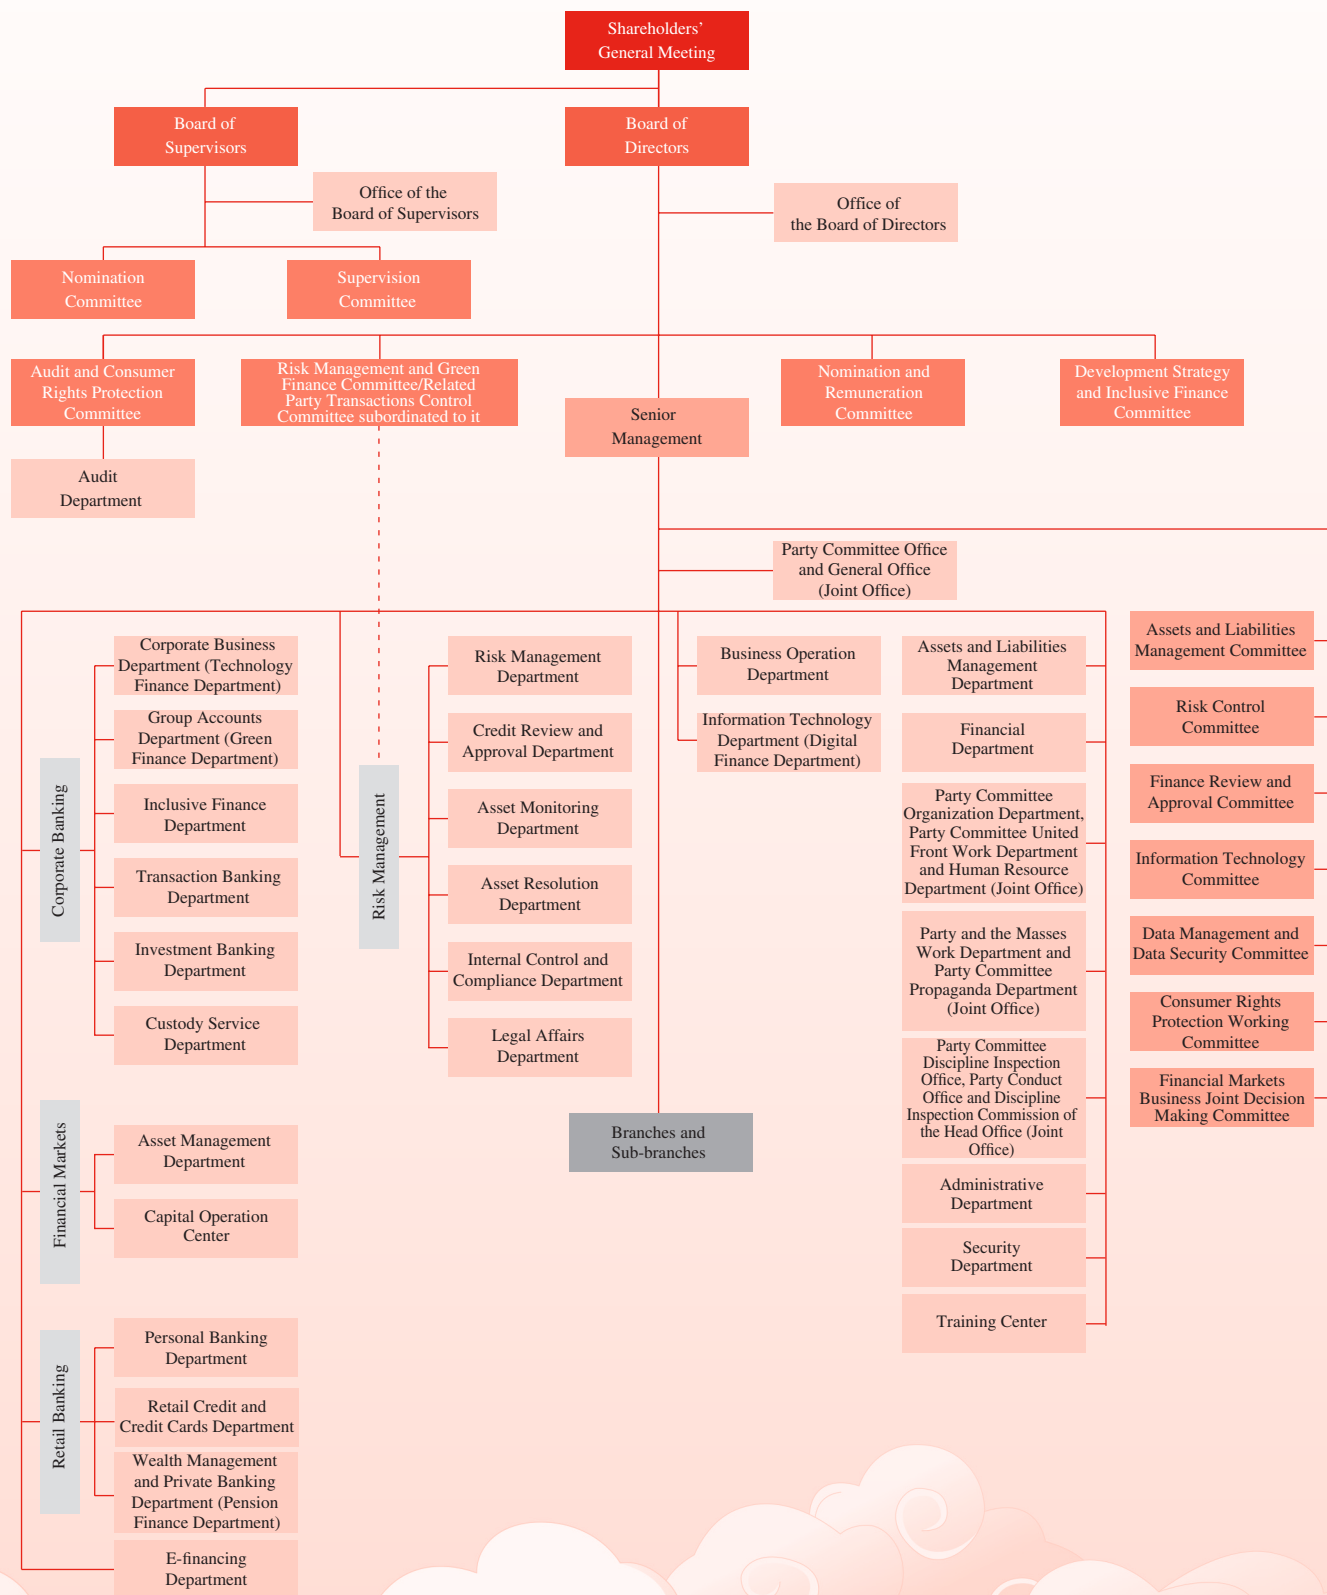 Shareholders’
General Meeting
Board of
Supervisors
Board of
Directors
Office of the
Board of Supervisors
Office of
the Board of Directors
Nomination
Committee
Supervision
Committee
Audit and Consumer
Rights Protection
Committee
Risk Management and Green
Finance Committee/Related
Party Transactions Control
Committee subordinated to it
Senior
Management
Nomination and
Remuneration
Committee
Development Strategy
and Inclusive Finance
Committee
Audit
Department
Party Committee Office
and General Office
(Joint Office)
Corporate Banking
Corporate Business
Department (Technology
Finance Department)
Group Accounts
Department (Green
Finance Department)
Inclusive Finance
Department
Transaction Banking
Department
Investment Banking
Department
Custody Service
Department
Financial Markets
Asset Management
Department
Capital Operation
Center
Retail Banking
Personal Banking
Department
Retail Credit and
Credit Cards Department
Wealth Management
and Private Banking
Department (Pension
Finance Department)
E-financing
Department
Risk Management
Risk Management
Department
Credit Review and
Approval Department
Asset Monitoring
Department
Asset Resolution
Department
Internal Control and
Compliance Department
Legal Affairs
Department
Branches and
Sub-branches
Business Operation
Department
Information Technology
Department (Digital
Finance Department)
Assets and Liabilities
Management
Department
Financial
Department
Party Committee
Organization Department,
Party Committee United
Front Work Department
and Human Resource
Department (Joint Office)
Party and the Masses
Work Department and
Party Committee
Propaganda Department
(Joint Office)
Party Committee
Discipline Inspection
Office, Party Conduct
Office and Discipline
Inspection Commission of
the Head Office (Joint
Office)
Administrative
Department
Security
Department
Training Center
Assets and Liabilities
Management Committee
Risk Control
Committee
Finance Review and
Approval Committee
Information Technology
Committee
Data Management and
Data Security Committee
Consumer Rights
Protection Working
Committee
Financial Markets
Business Joint Decision
Making Committee